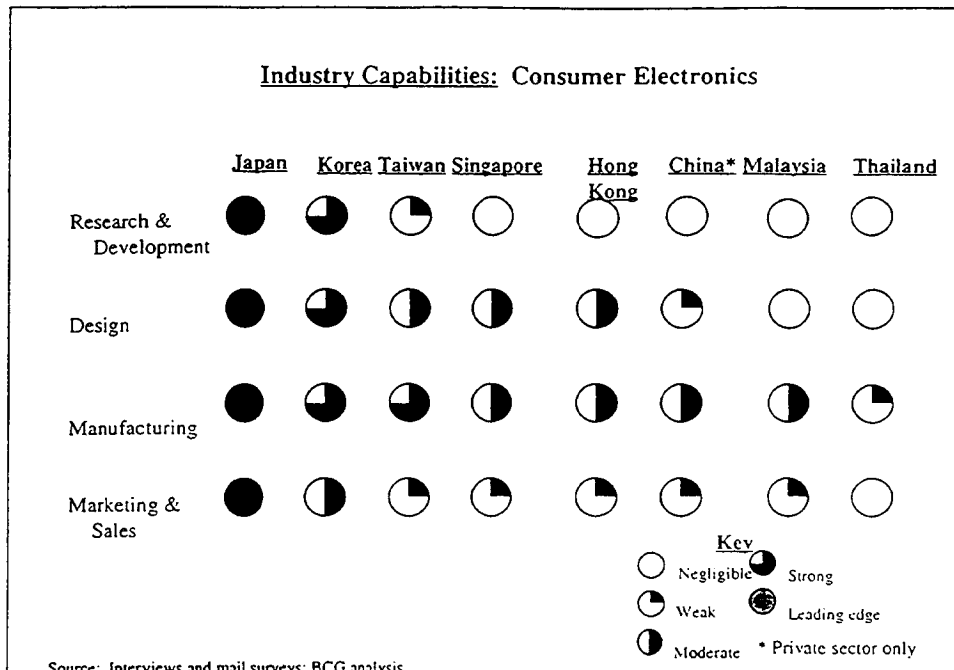 Industry Capabilities: Consumer Electronics
Japan Korea Taiwan Singapore Hong Kong China* Malaysia Thailand
Research &
Development
Design
Manufacturing
Marketing &
Sales
Key
Negligible Strong
Weak Leading edge
Moderate * Private sector only
Source: Interviews and mail surveys; BCG analysis